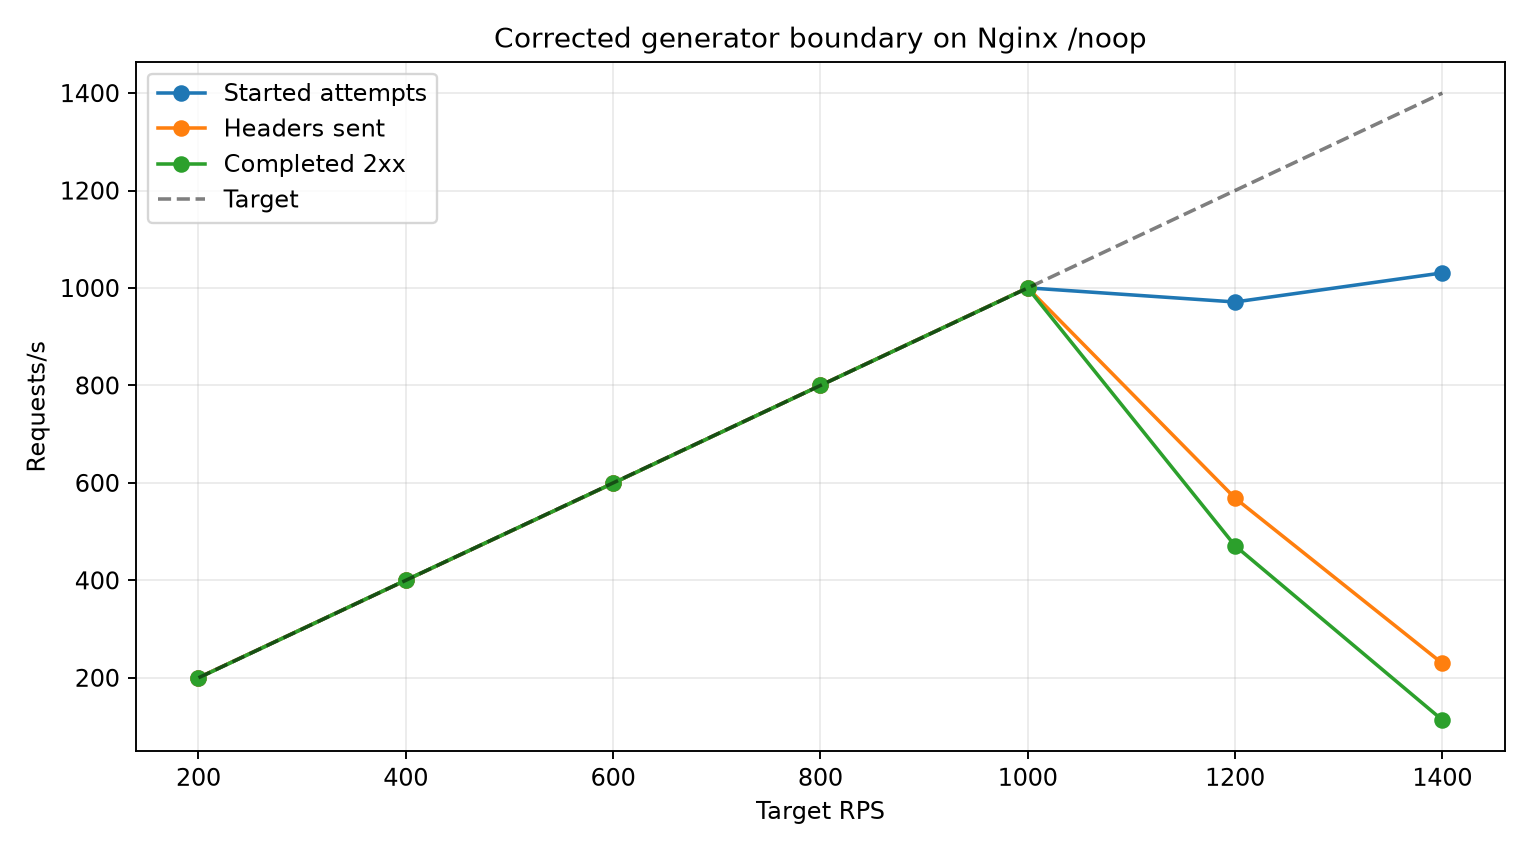 Corrected generator boundary on Nginx /noop
Started attempts
Headers sent
Completed 2xx
Target
1400
1200
1000
800
600
400
200
Requests/s
200 400 600 800 1000 1200 1400
Target RPS